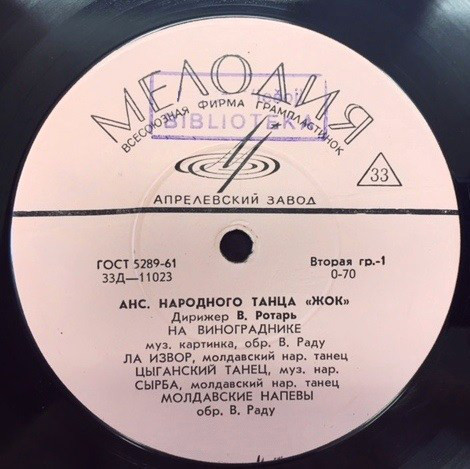 МЕЛОДИЯ
BIBLIOTEKA
ВСЕСОЮЗНАЯ ФИРМА ГРАМПЛАСТИНОК
33
АПРЕЛЕВСКИЙ ЗАВОД
ГОСТ 5289-61
Вторая гр.-1
33Д—11023
0-70
АНС. НАРОДНОГО ТАНЦА «ЖОК»
Дирижер В. Ротарь
НА ВИНОГРАДНИКЕ
муз. картинка, обр. В. Раду
ЛА ИЗВОР, молдавский нар. танец
ЦЫГАНСКИЙ ТАНЕЦ, муз. нар.
СЫРБА, молдавский нар. танец
МОЛДАВСКИЕ НАПЕВЫ
обр. В. Раду